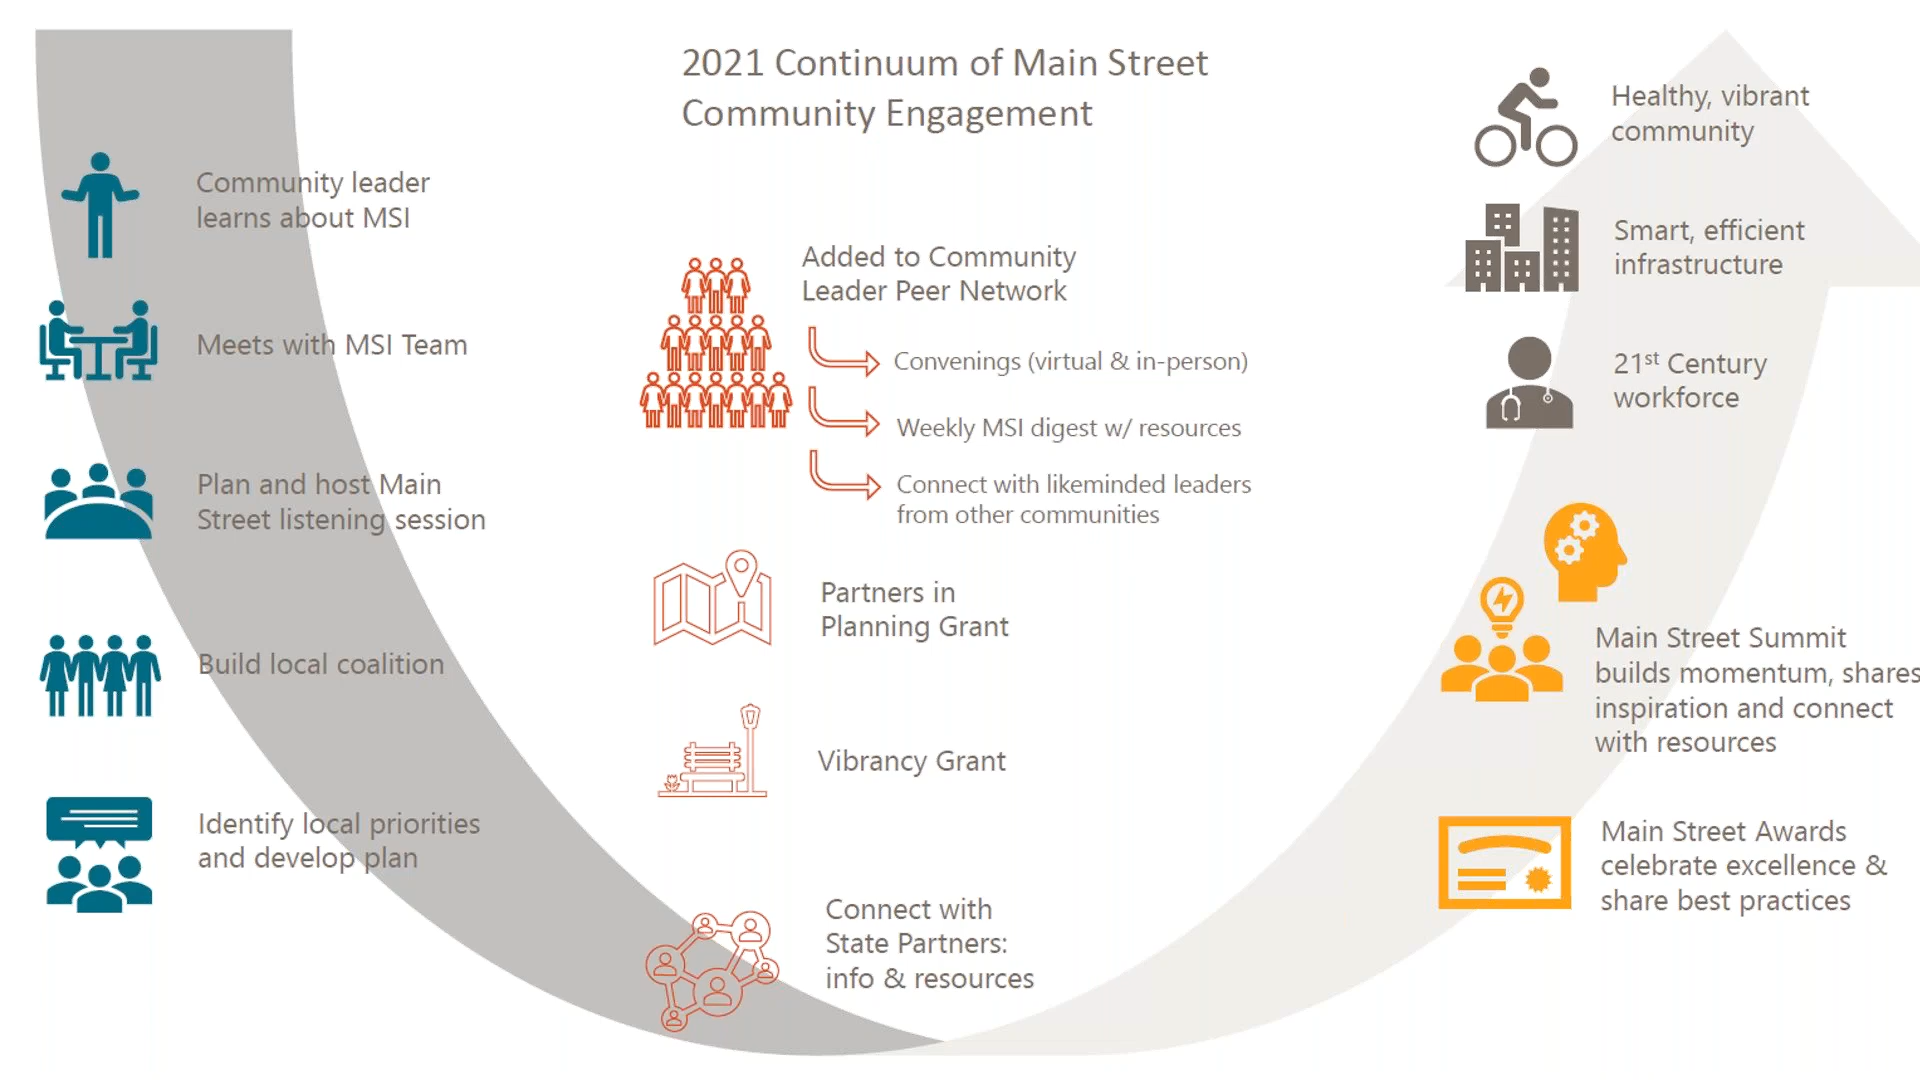 2021 Continuum of Main Street
Community Engagement
Community leader
learns about MSI
Meets with MSI Team
Plan and host Main
Street listening session
Build local coalition
Identify local priorities
and develop plan
Added to Community
Leader Peer Network
Convenings (virtual & in-person)
Weekly MSI digest w/ resources
Connect with likeminded leaders
from other communities
Partners in
Planning Grant
Vibrancy Grant
Connect with
State Partners:
info & resources
Healthy, vibrant
community
Smart, efficient
infrastructure
21st Century
workforce
Main Street Summit
builds momentum, shares
inspiration and connect
with resources
Main Street Awards
celebrate excellence &
share best practices